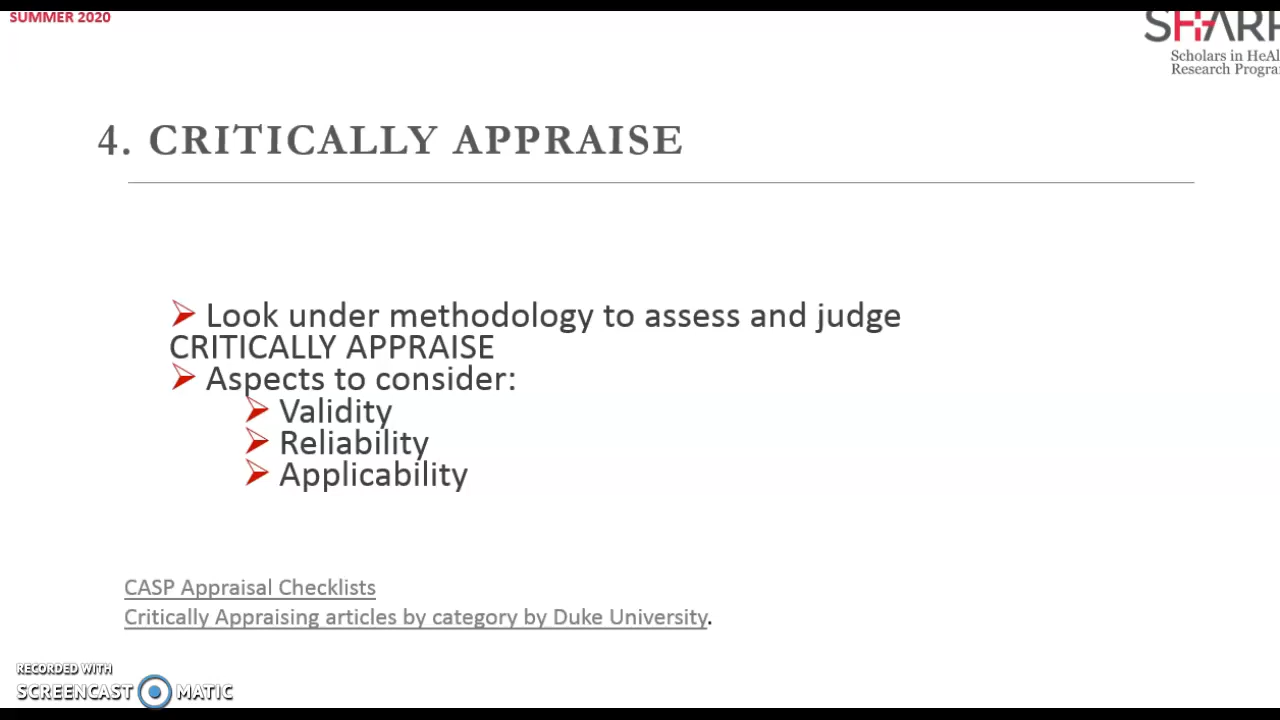 SUMMER 2020
SHARP
Scholars in HeAl
Research Progra
4. CRITICALLY APPRAISE
Look under methodology to assess and judge
CRITICALLY APPRAISE
Aspects to consider:
Validity
Reliability
Applicability
CASP Appraisal Checklists
Critically Appraising articles by category by Duke University.
RECORDED WITH
SCREENCAST MATIC